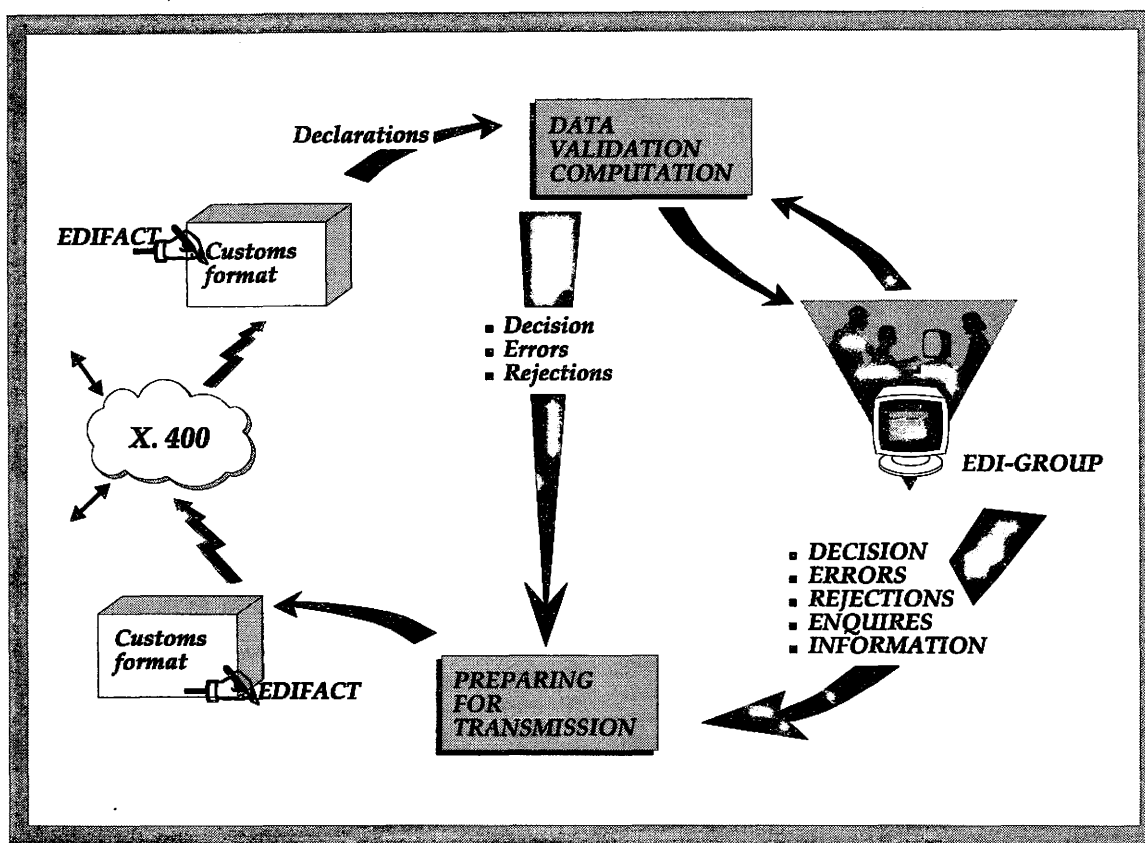 Declarations
DATA
VALIDATION
COMPUTATION
EDIFACT
Customs
format
▪ Decision
▪ Errors
▪ Rejections
X. 400
EDI-GROUP
▪ DECISION
▪ ERRORS
▪ REJECTIONS
▪ ENQUIRES
▪ INFORMATION
Customs
format
EDIFACT
PREPARING
FOR
TRANSMISSION